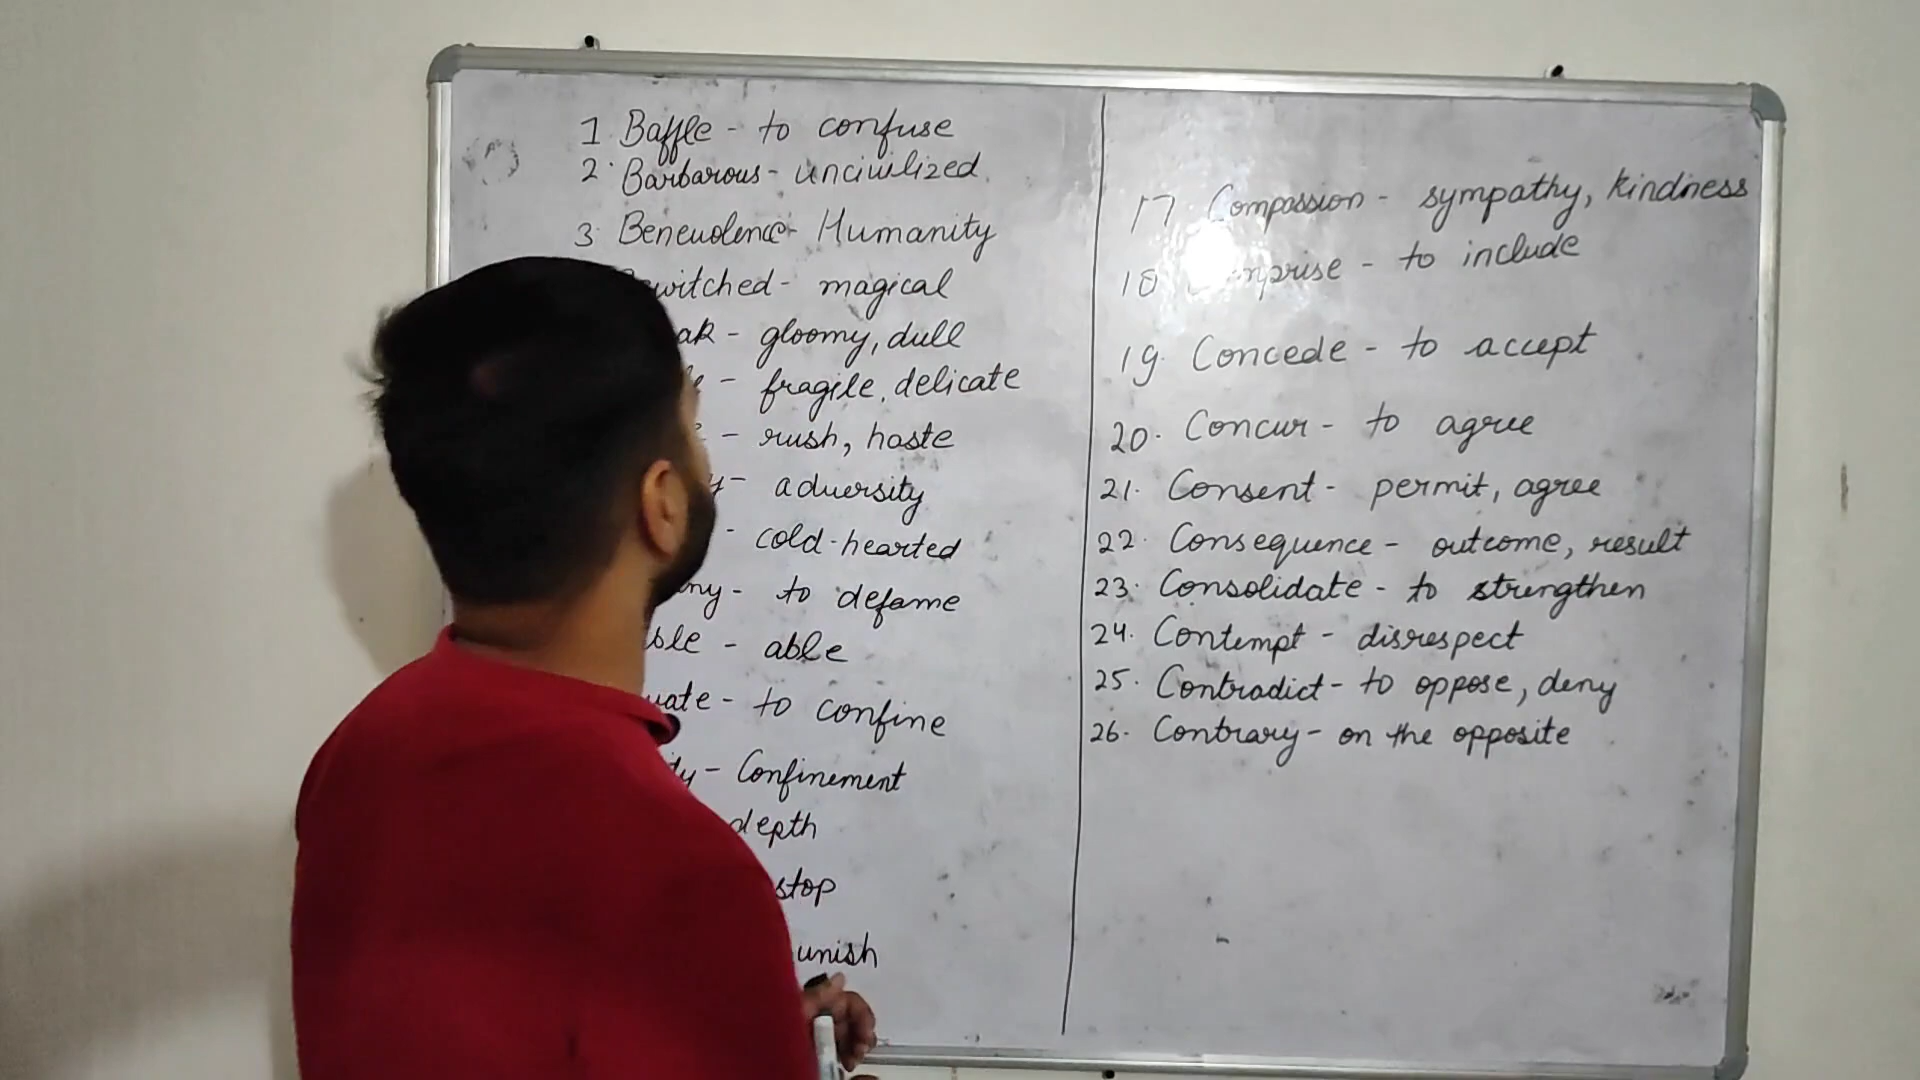 1 Baffle - to confuse
2. Barbarous - uncivilized.
3 Benevolence - Humanity
witched - magical
ak - gloomy, dull
- fragile, delicate
- rush, haste
y - adversity
- cold-hearted
ny - to defame
ble - able
uate - to confine
ity - Confinement
depth
stop
unish
17. Compassion - sympathy, kindness
18 mprise - to include
19. Concede - to accept
20. Concur - to agree
21. Consent - permit, agree
22. Consequence - outcome, result
23. Consolidate - to strengthen
24. Contempt - disrespect
25. Contradict - to oppose, deny
26. Contrary - on the opposite